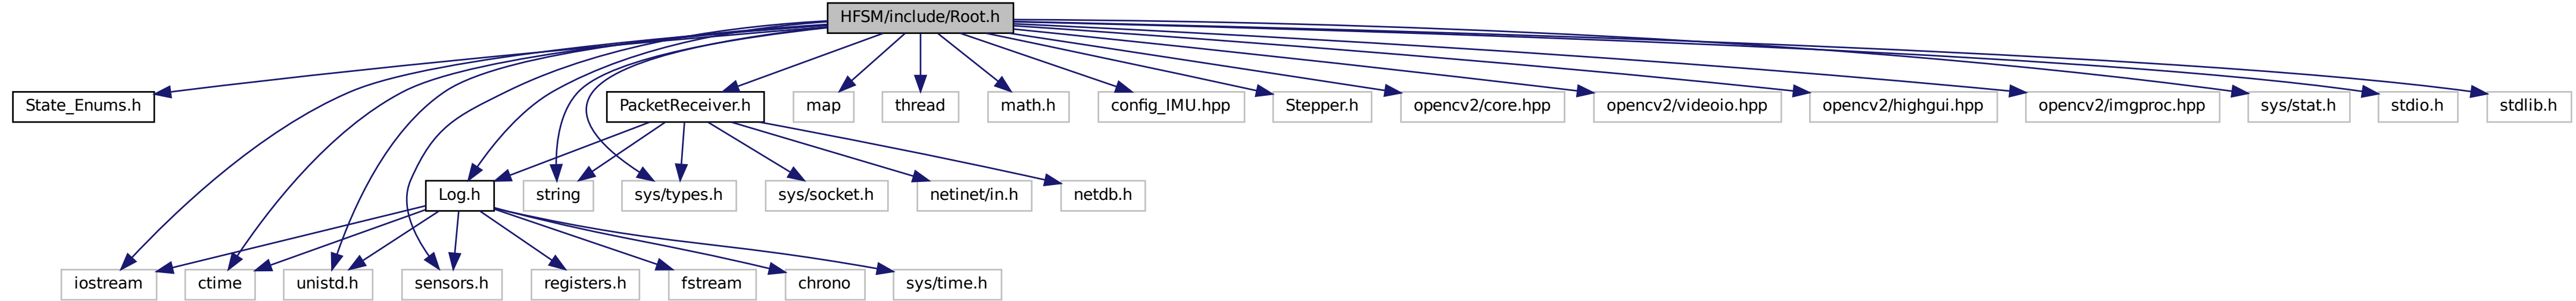 HFSM/include/Root.h
State_Enums.h
PacketReceiver.h
map
thread
math.h
config_IMU.hpp
Stepper.h
opencv2/core.hpp
opencv2/videoio.hpp
opencv2/highgui.hpp
opencv2/imgproc.hpp
sys/stat.h
stdio.h
stdlib.h
Log.h
string
sys/types.h
sys/socket.h
netinet/in.h
netdb.h
iostream
ctime
unistd.h
sensors.h
registers.h
fstream
chrono
sys/time.h